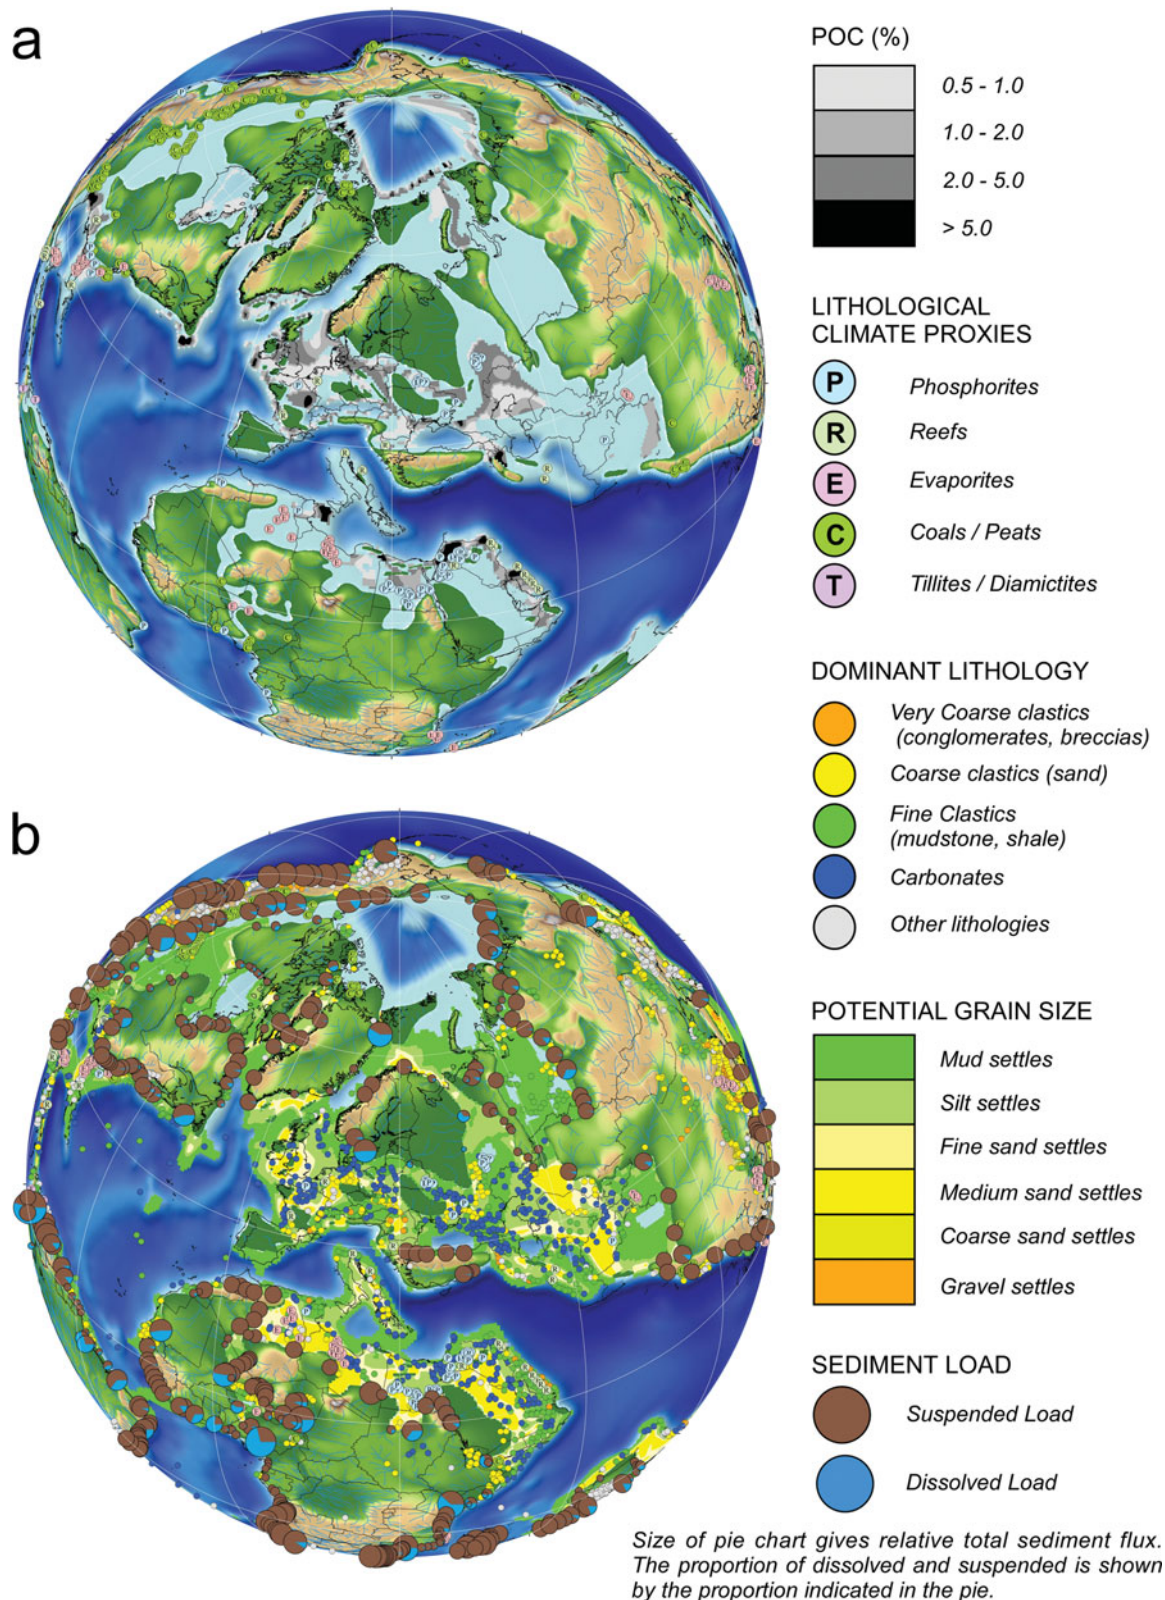 a
POC (%)
0.5 - 1.0
1.0 - 2.0
2.0 - 5.0
> 5.0
LITHOLOGICAL
CLIMATE PROXIES
P Phosphorites
R Reefs
E Evaporites
C Coals / Peats
T Tillites / Diamictites
DOMINANT LITHOLOGY
Very Coarse clastics
(conglomerates, breccias)
Coarse clastics (sand)
Fine Clastics
(mudstone, shale)
Carbonates
Other lithologies
b
POTENTIAL GRAIN SIZE
Mud settles
Silt settles
Fine sand settles
Medium sand settles
Coarse sand settles
Gravel settles
SEDIMENT LOAD
Suspended Load
Dissolved Load
Size of pie chart gives relative total sediment flux.
The proportion of dissolved and suspended is shown
by the proportion indicated in the pie.